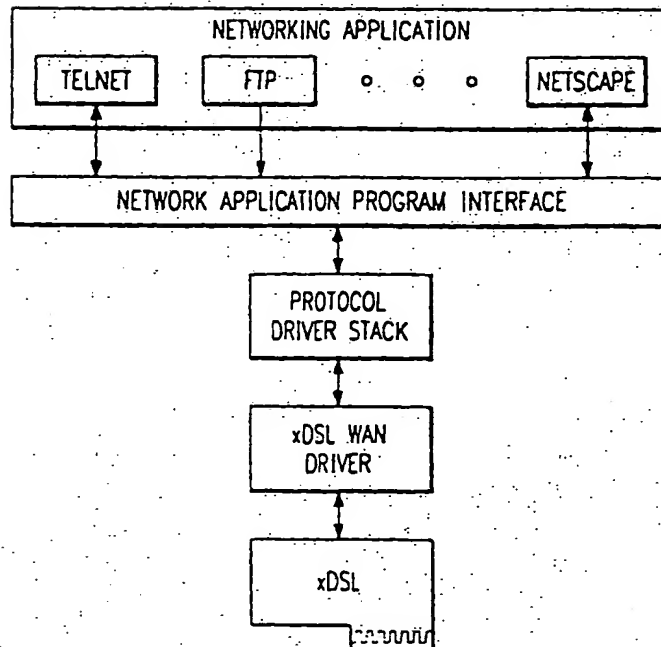 NETWORKING APPLICATION
TELNET
FTP
NETSCAPE
NETWORK APPLICATION PROGRAM INTERFACE
PROTOCOL
DRIVER STACK
xDSL WAN
DRIVER
xDSL